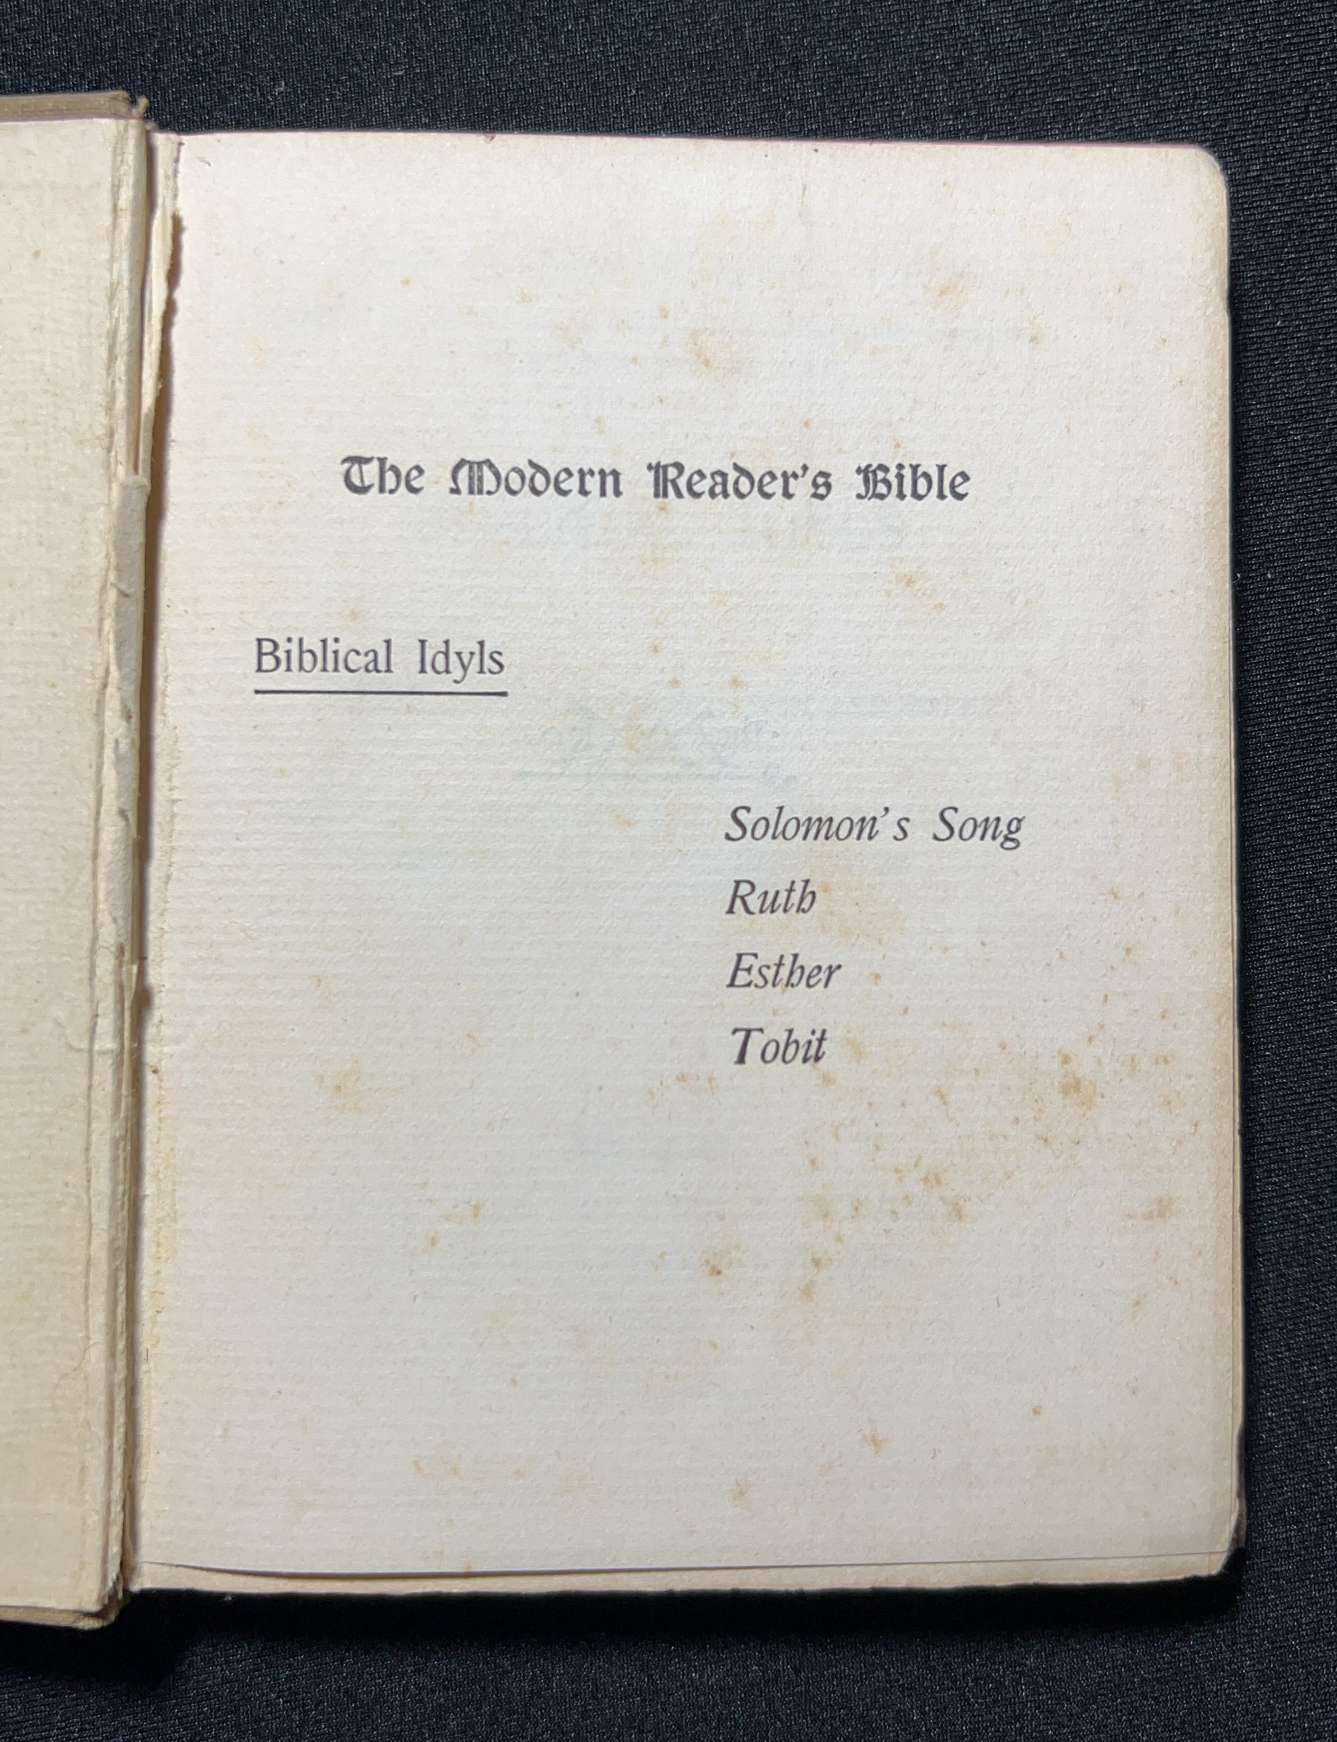 The Modern Reader's Bible
Biblical Idyls
Solomon's Song
Ruth
Esther
Tobit